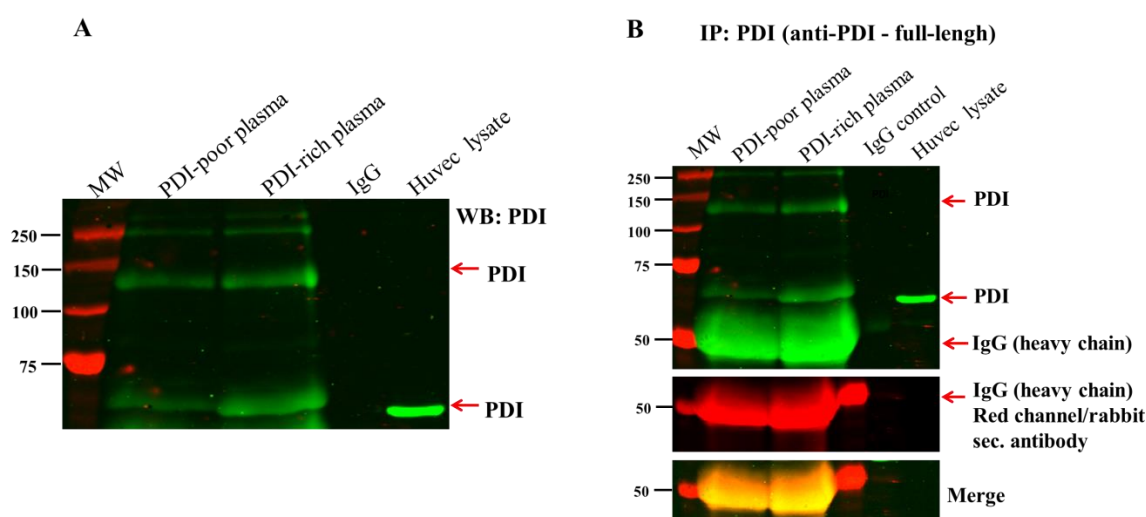 A
MW
PDI-poor plasma
PDI-rich plasma
IgG
Huvec lysate
WB: PDI
250
150
100
75
PDI
PDI
B
IP: PDI (anti-PDI - full-lengh)
MW
PDI-poor plasma
PDI-rich plasma
IgG control
Huvec lysate
250
150
100
75
50
PDI
PDI
IgG (heavy chain)
50
IgG (heavy chain)
Red channel/rabbit
sec. antibody
50
Merge